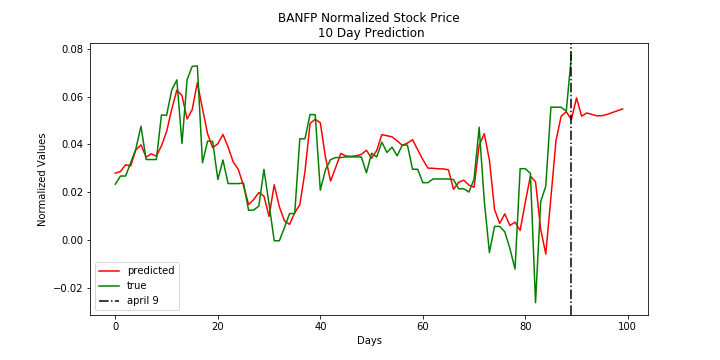 BANFP Normalized Stock Price
10 Day Prediction
Normalized Values
0.08
0.06
0.04
0.02
0.00
−0.02
predicted
true
april 9
0
20
40
60
80
100
Days